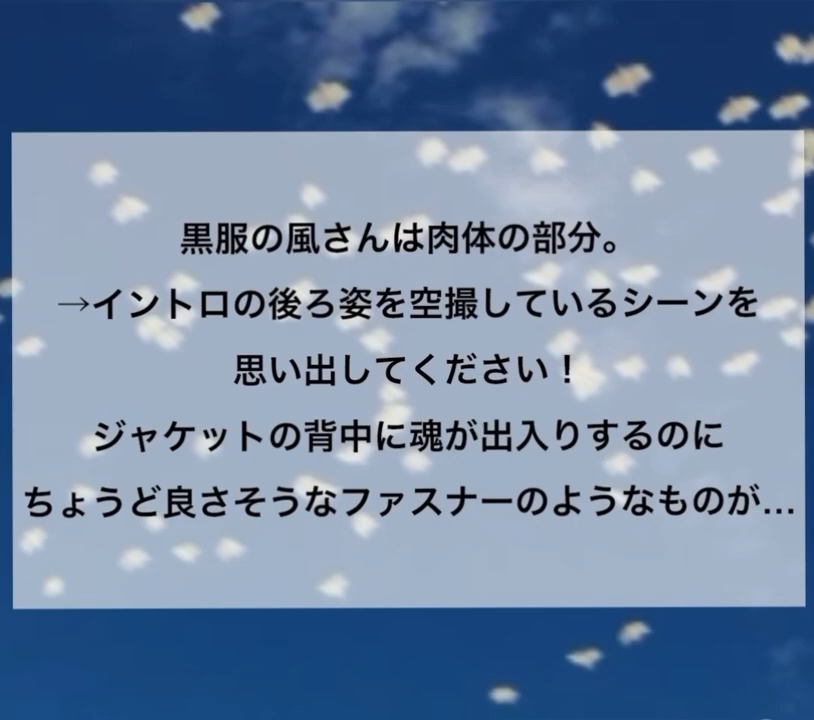 黒服の風さんは肉体の部分。
→イントロの後ろ姿を空撮しているシーンを
思い出してください！
ジャケットの背中に魂が出入りするのに
ちょうど良さそうなファスナーのようなものが…